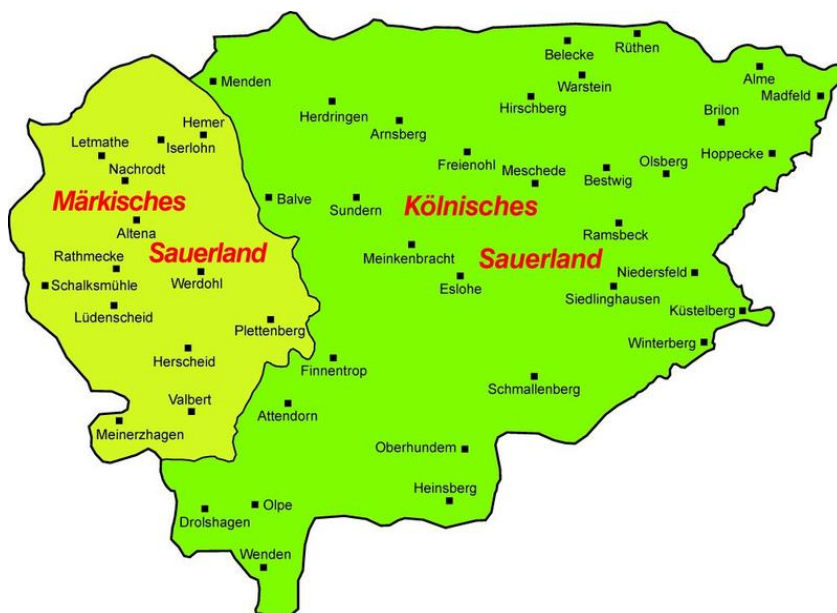 Rüthen
Belecke
Alme
Warstein
Menden
Madfeld
Hirschberg
Herdringen
Brilon
Arnsberg
Hemer
Letmathe
Iserlohn
Hoppecke
Freienohl
Nachrodt
Meschede
Olsberg
Bestwig
Märkisches
Balve
Sundern
Kölnisches
Altena
Ramsbeck
Sauerland
Meinkenbracht
Sauerland
Rathmecke
Niedersfeld
Schalksmühle
Werdohl
Eslohe
Siedlinghausen
Lüdenscheid
Küstelberg
Plettenberg
Winterberg
Herscheid
Finnentrop
Schmallenberg
Valbert
Attendorn
Meinerzhagen
Oberhundem
Heinsberg
Olpe
Drolshagen
Wenden